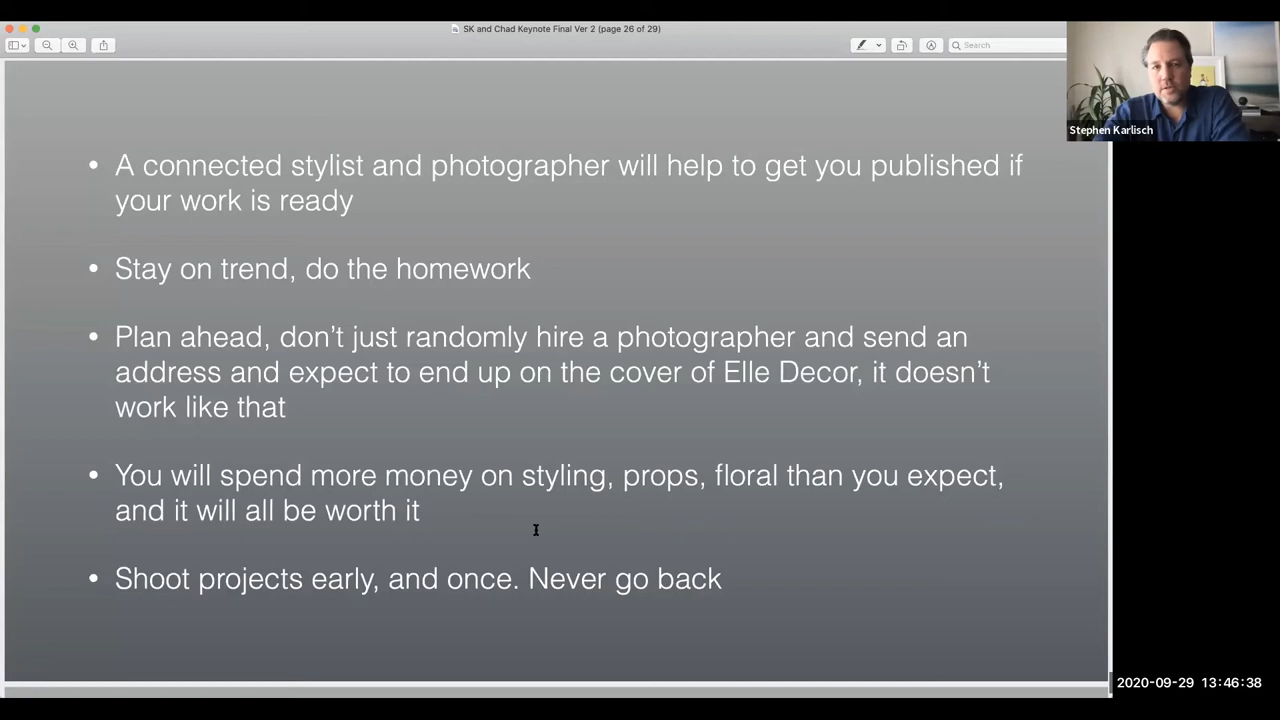 SK and Chad Keynote Final Ver 2 (page 26 of 29)
Search
Stephen Karlisch
• A connected stylist and photographer will help to get you published if
your work is ready
• Stay on trend, do the homework
• Plan ahead, don’t just randomly hire a photographer and send an
address and expect to end up on the cover of Elle Decor, it doesn’t
work like that
• You will spend more money on styling, props, floral than you expect,
and it will all be worth it
• Shoot projects early, and once. Never go back
2020-09-29 13:46:38